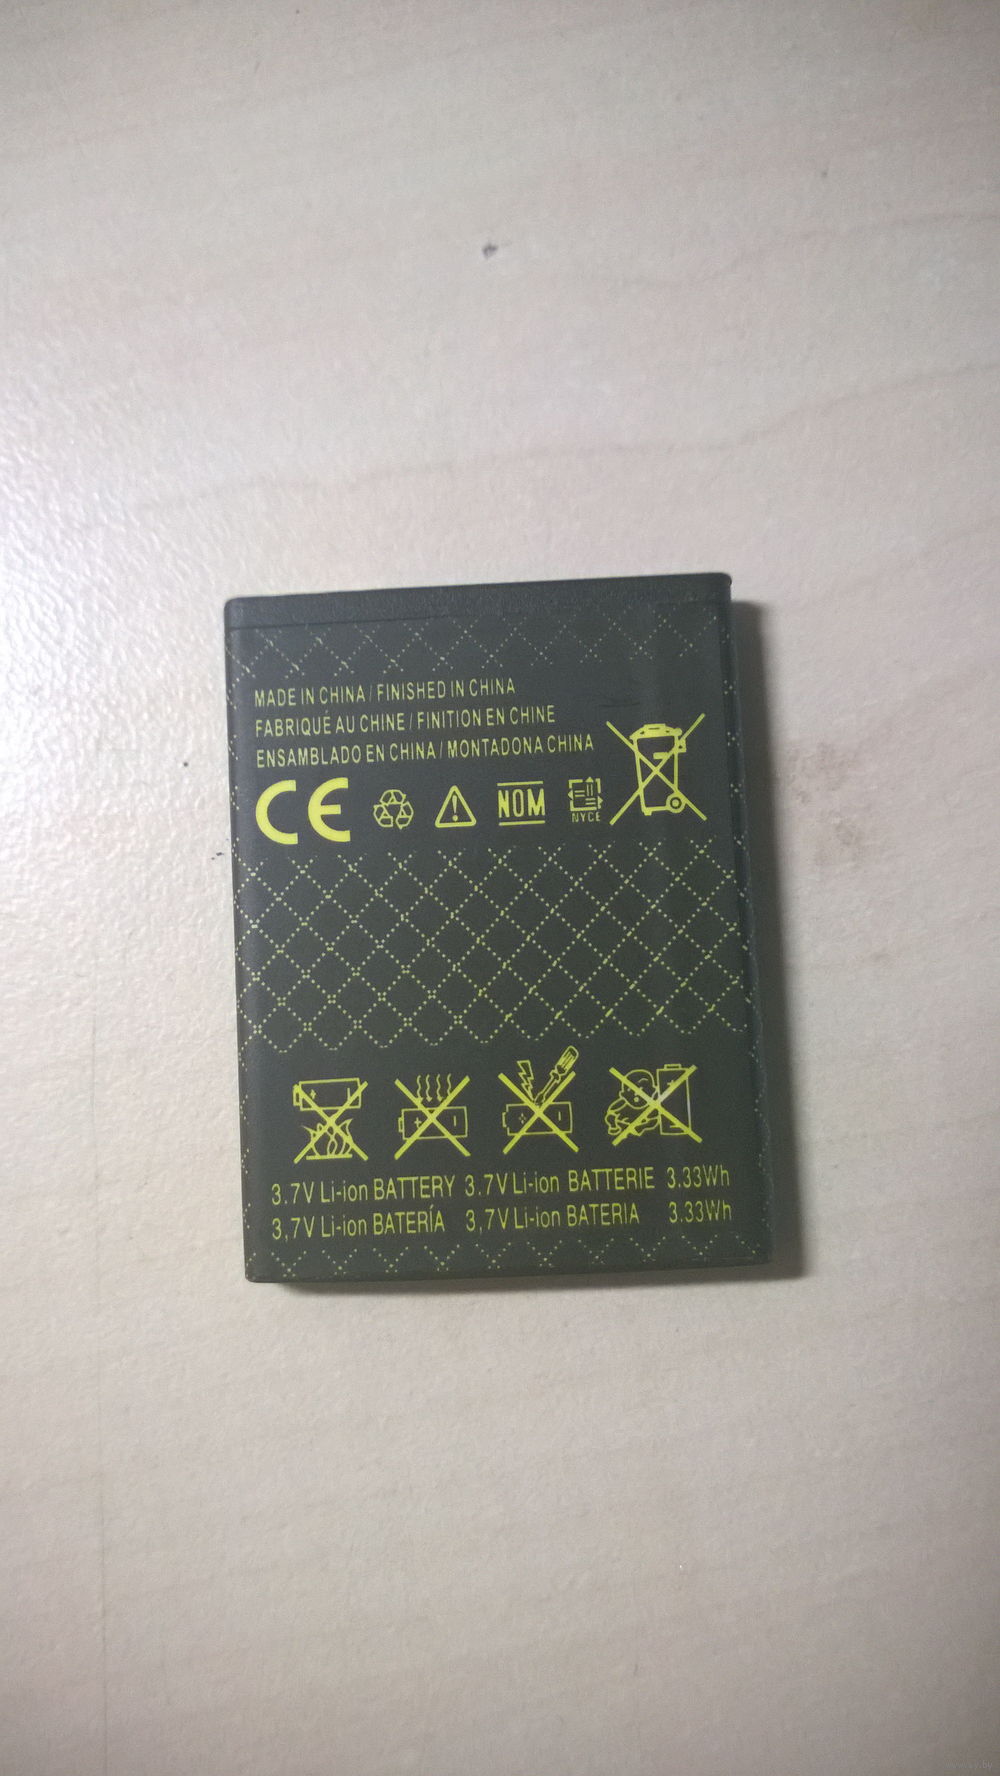 MADE IN CHINA / FINISHED IN CHINA
FABRIQUÉ AU CHINE / FINITION EN CHINE
ENSAMBLADO EN CHINA / MONTADONA CHINA
CE NOM NYCE
3.7V Li-ion BATTERY 3.7V Li-ion BATTERIE 3.33Wh
3,7V Li-ion BATERÍA 3,7V Li-ion BATERIA 3.33Wh